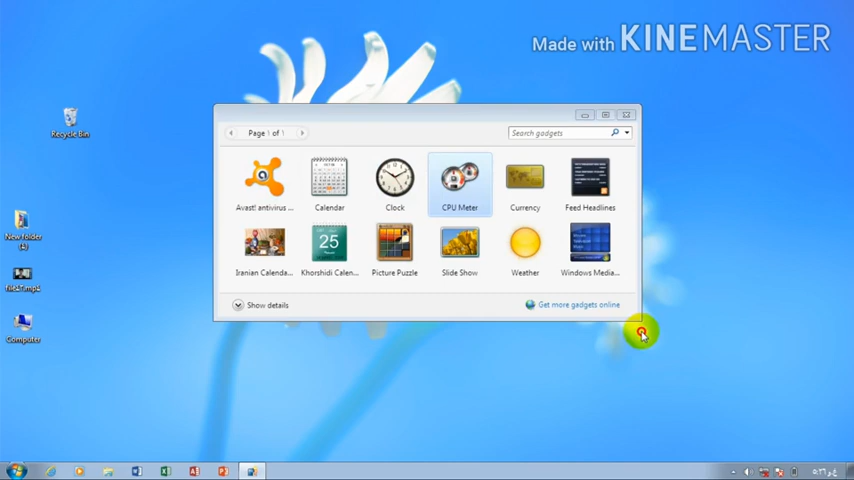 Made with KINEMASTER
Recycle Bin
Page 1 of 1
Search gadgets
Avast! antivirus ...
Calendar
Clock
CPU Meter
Currency
Feed Headlines
Iranian Calenda...
Khorshidi Calen...
25
Picture Puzzle
Slide Show
Weather
Windows Media...
Show details
Get more gadgets online
New folder
Computer